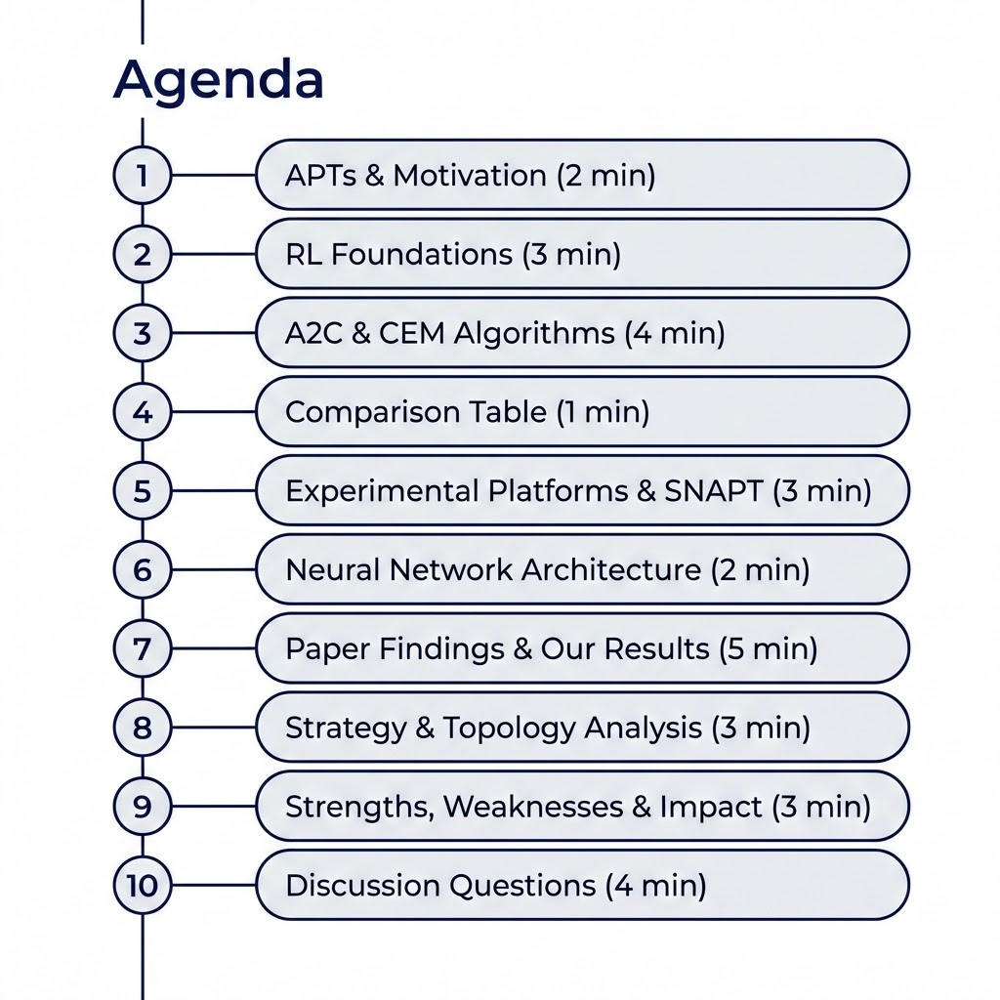 Agenda
1 APTs & Motivation (2 min)
2 RL Foundations (3 min)
3 A2C & CEM Algorithms (4 min)
4 Comparison Table (1 min)
5 Experimental Platforms & SNAPT (3 min)
6 Neural Network Architecture (2 min)
7 Paper Findings & Our Results (5 min)
8 Strategy & Topology Analysis (3 min)
9 Strengths, Weaknesses & Impact (3 min)
10 Discussion Questions (4 min)